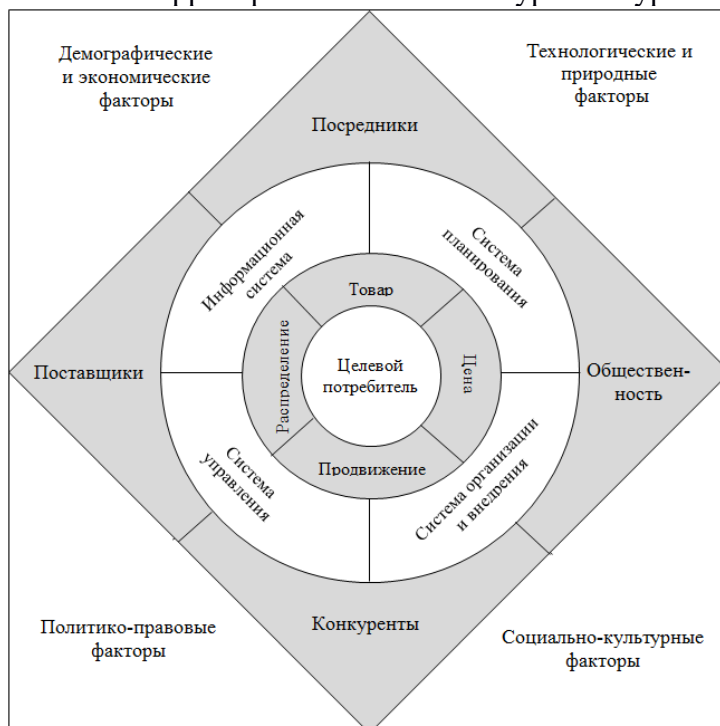 Демографические
и экономические
факторы
Технологические и
природные
факторы
Посредники
Информационная
система
Система
планирования
Товар
Распределение
Цена
Целевой
потребитель
Поставщики
Общественность
Продвижение
Система
управления
Система организации
и внедрения
Конкуренты
Политико-правовые
факторы
Социально-культурные
факторы